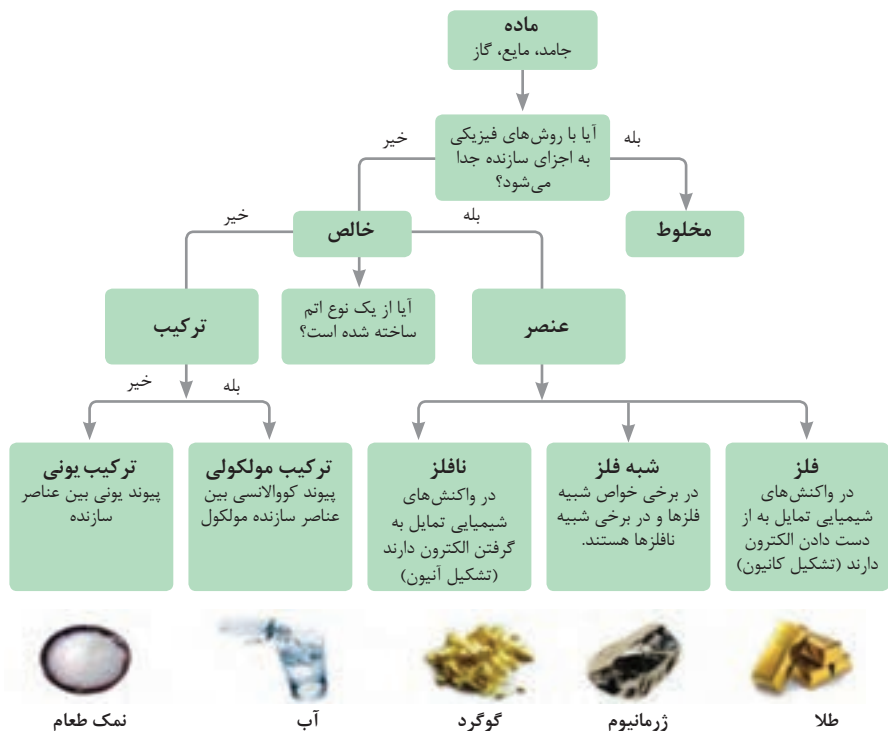 ماده
جامد، مایع، گاز
آیا با روش‌های فیزیکی
به اجزای سازنده جدا
می‌شود؟
بله
خیر
مخلوط
خالص
بله
خیر
عنصر
آیا از یک نوع اتم
ساخته شده است؟
ترکیب
بله
خیر
فلز
در واکنش‌های
شیمیایی تمایل به از
دست دادن الکترون
دارند (تشکیل کاتیون)
شبه فلز
در برخی خواص شبیه
فلزها و در برخی شبیه
نافلزها هستند.
نافلز
در واکنش‌های
شیمیایی تمایل به
گرفتن الکترون دارند
(تشکیل آنیون)
ترکیب مولکولی
پیوند کووالانسی بین
عناصر سازنده مولکول
ترکیب یونی
پیوند یونی بین عناصر
سازنده
طلا
ژرمانیوم
گوگرد
آب
نمک طعام